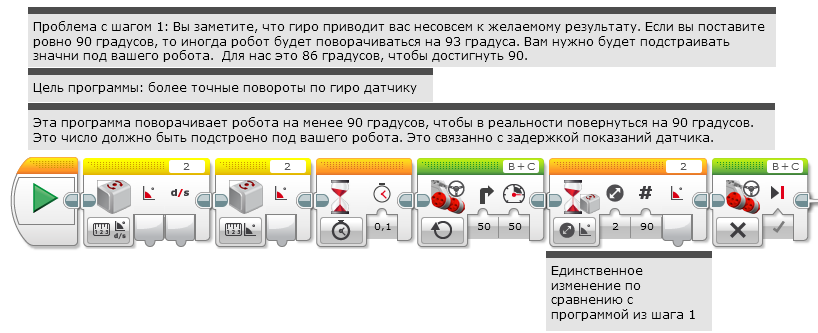 Проблема с шагом 1: Вы заметите, что гиро приводит вас несовсем к желаемому результату. Если вы поставите
ровно 90 градусов, то иногда робот будет поворачиваться на 93 градуса. Вам нужно будет подстраивать
значни под вашего робота.  Для нас это 86 градусов, чтобы достигнуть 90.
Цель программы: более точные повороты по гиро датчику
Эта программа поворачивает робота на менее 90 градусов, чтобы в реальности повернуться на 90 градусов.
Это число должно быть подстроено под вашего робота. Это связанно с задержкой показаний датчика.
2 2 B+C 2 B+C
d/s #
123 d/s 123 0,1 50 50 2 90
Единственное
изменение по
сравнению с
программой из шага 1